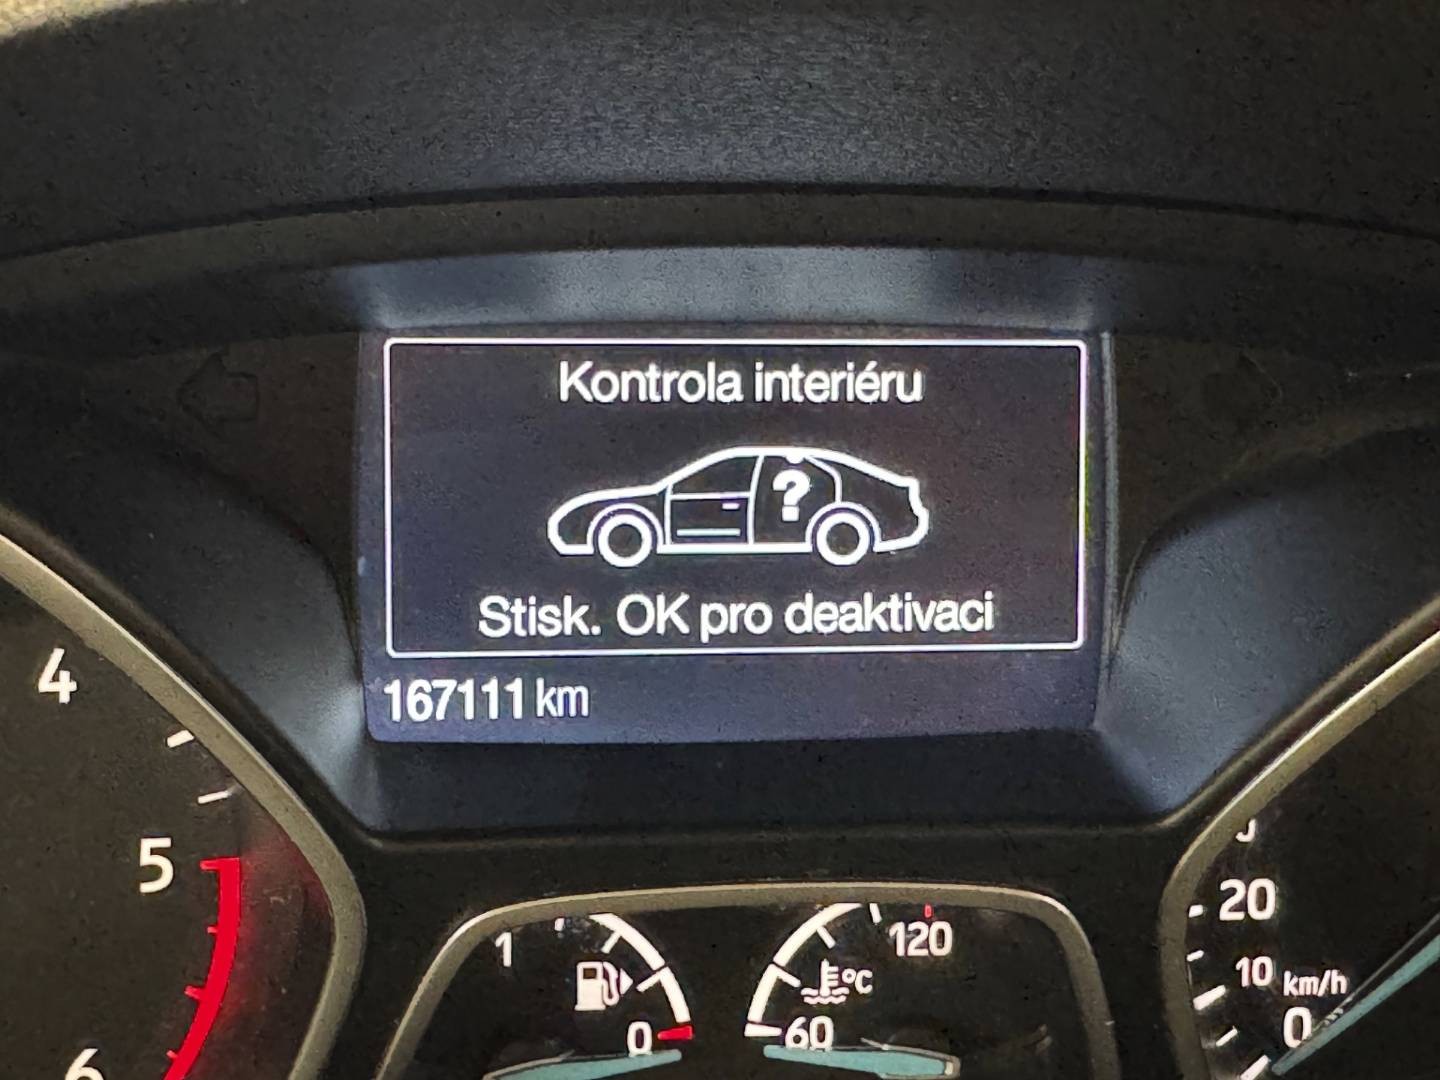 Kontrola interiéru
?
Stisk. OK pro deaktivaci
167111 km
4
5
6
1
0
120
°C
60
20
10 km/h
0